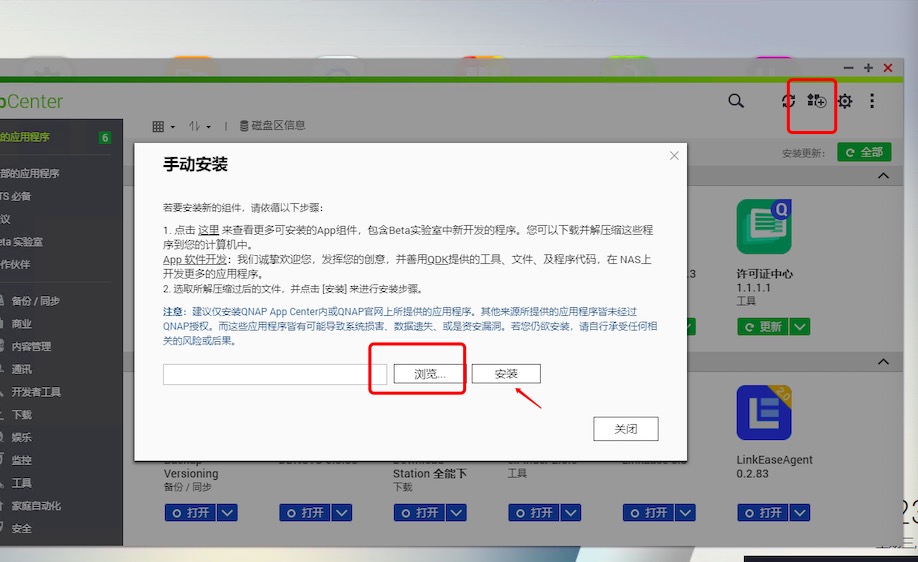 pCenter
的应用程序
6
磁盘区信息
安装更新:
全部
部的应用程序
TS 必备
议
eta 实验室
作伙伴
备份 / 同步
商业
内容管理
通讯
开发者工具
下载
娱乐
监控
工具
家庭自动化
安全
手动安装
若要安装新的组件，请依循以下步骤:
1. 点击 这里 来查看更多可安装的App组件，包含Beta实验室中新开发的程序。您可以下载并解压缩这些程
序到您的计算机中。
App 软件开发：我们诚挚欢迎您，发挥您的创意，并善用QDK提供的工具、文件、及程序代码，在 NAS上
开发更多的应用程序。
2. 选取所解压缩过后的文件，并点击 [安装] 来进行安装步骤。
注意：建议仅安装QNAP App Center内或QNAP官网上所提供的应用程序。其他来源所提供的应用程序皆未经过
QNAP授权。而这些应用程序皆有可能导致系统损害、数据遗失、或是资安漏洞。若您仍欲安装，请自行承受任何相
关的风险或后果。
浏览...
安装
关闭
.3
Q
许可证中心
1.1.1.1
工具
更新
2.0
LinkEaseAgent
0.2.83
Versioning
备份 / 同步
Station 全能下
下载
工具
打开
打开
打开
打开
打开
打开
23